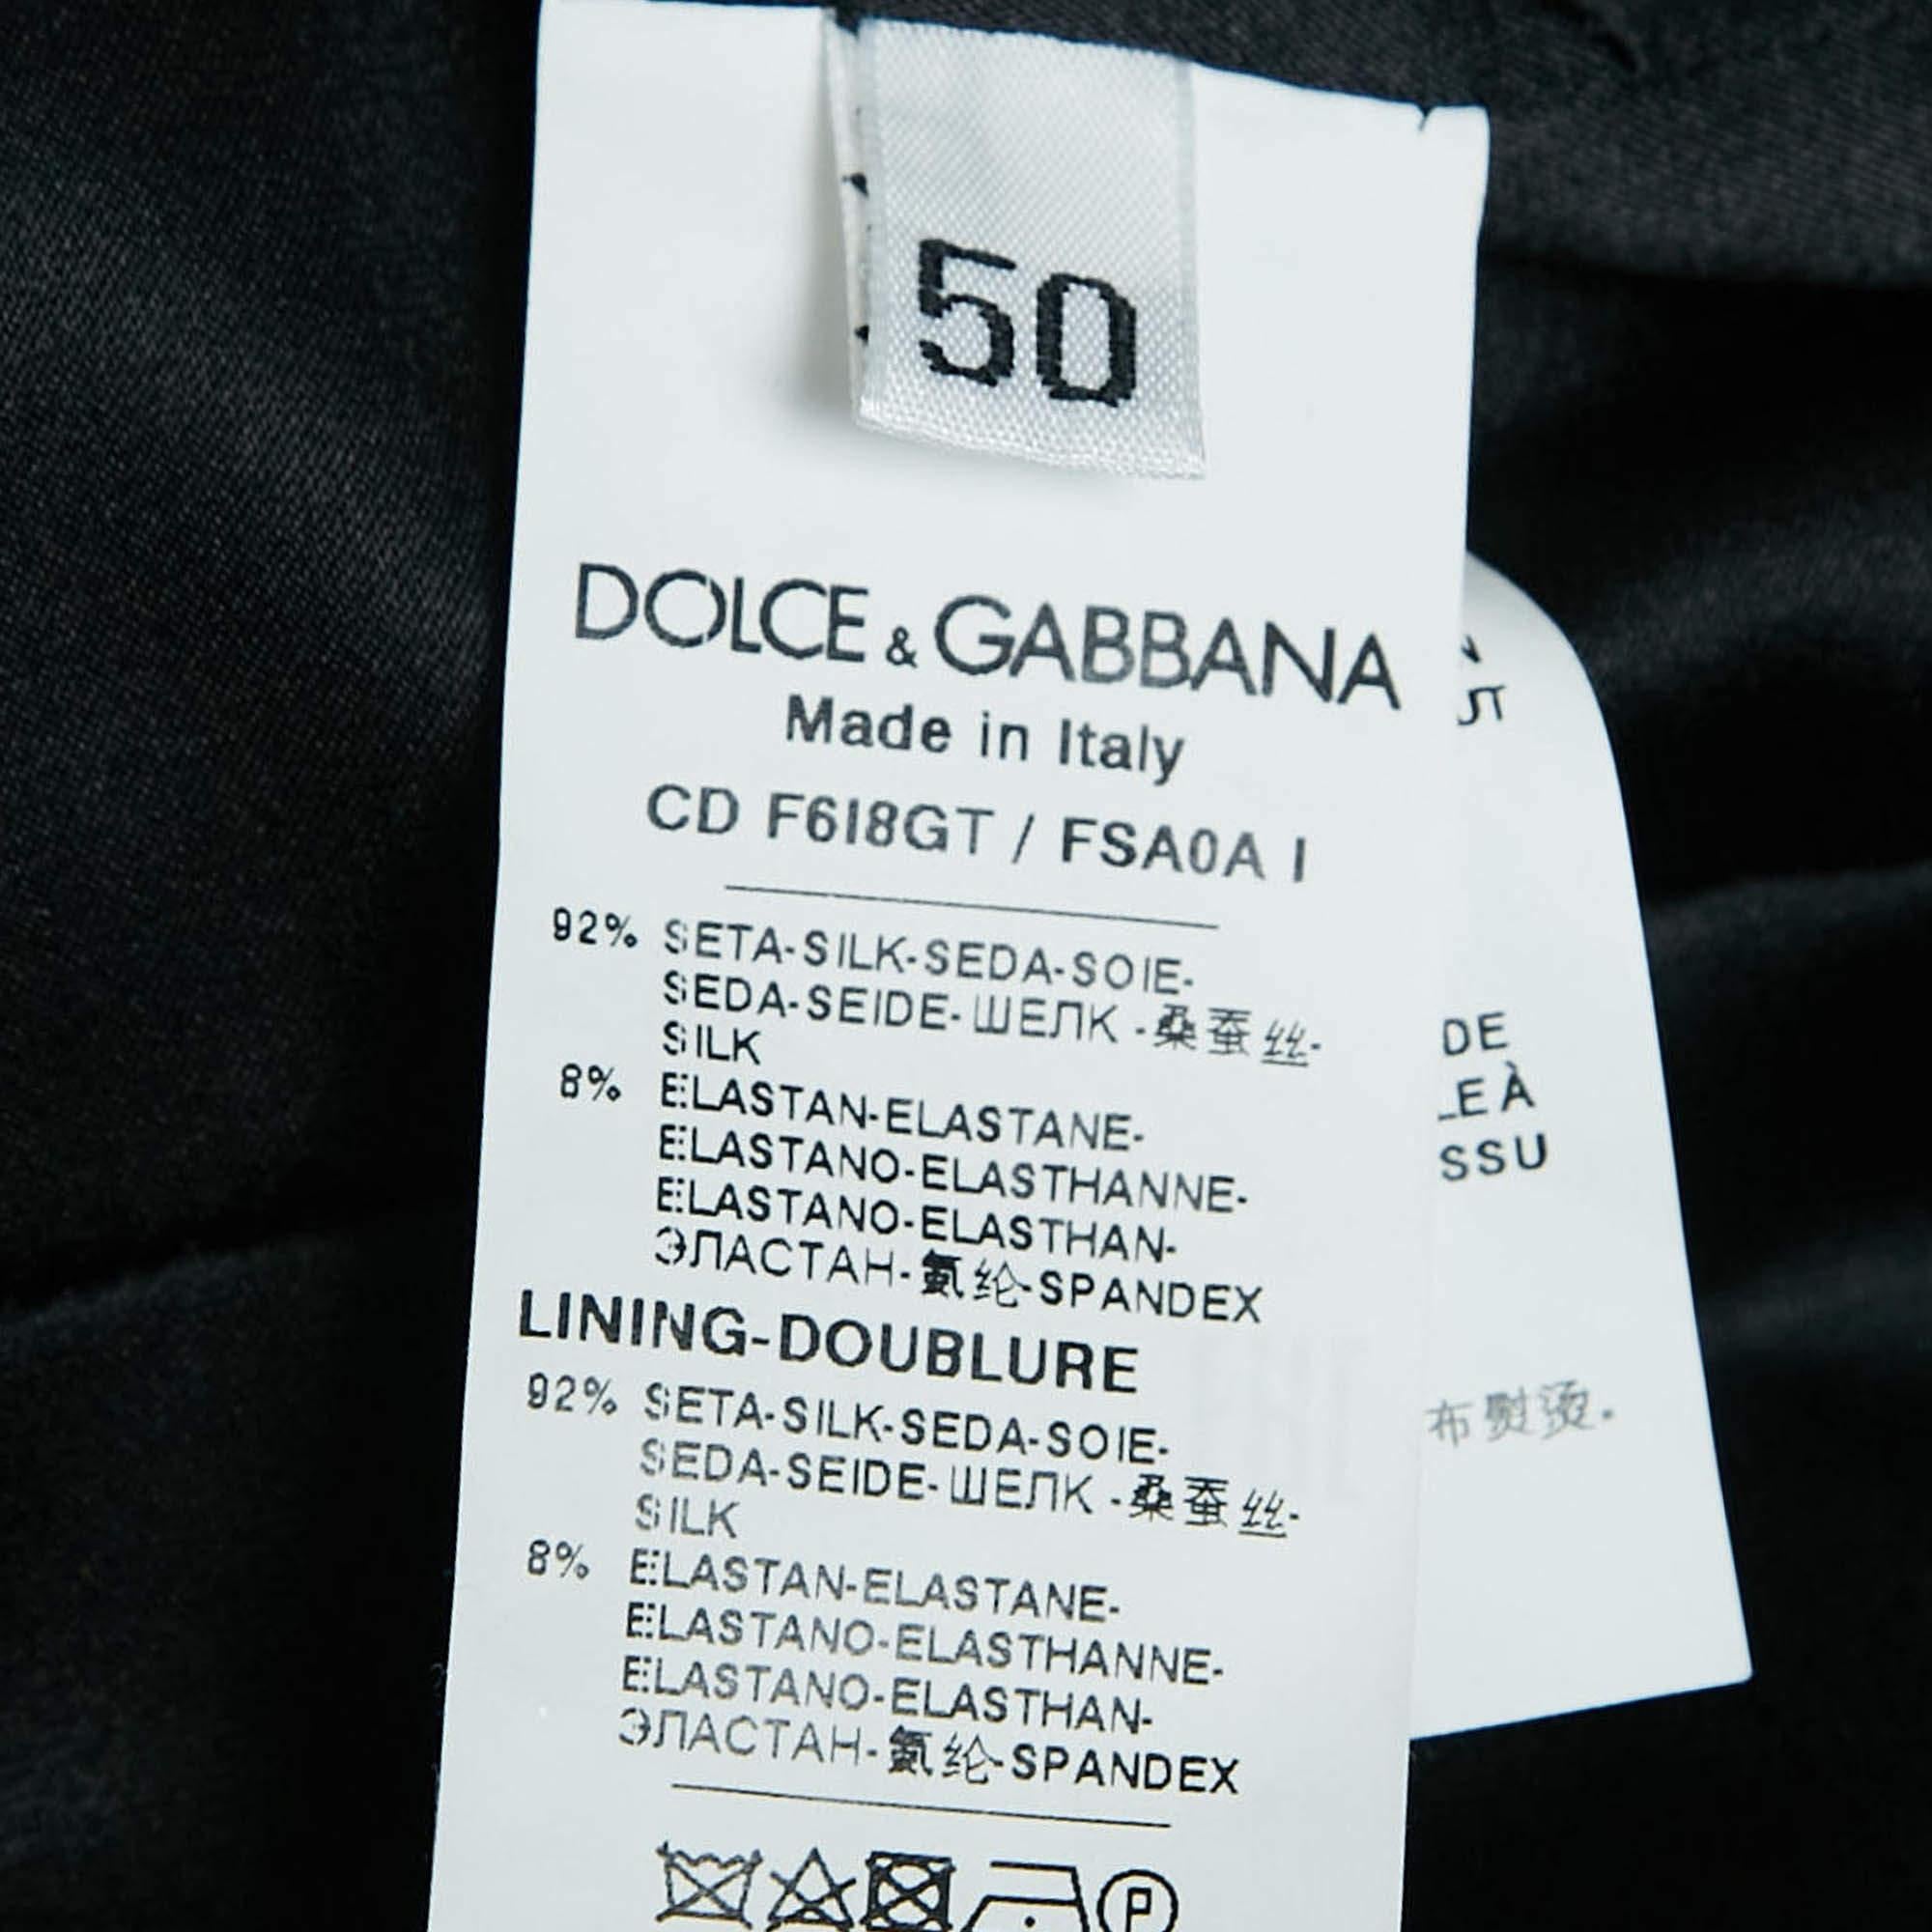 50
DOLCE & GABBANA
Made in Italy
CD F6I8GT / FSA0A I
92% SETA-SILK-SEDA-SOIE-
SEDA-SEIDE-ШЕЛК-桑蚕丝-
SILK
8% ELASTAN-ELASTANE-
ELASTANO-ELASTHANNE-
ELASTANO-ELASTHAN-
ЭЛАСТАН-氨纶-SPANDEX
LINING-DOUBLURE
92% SETA-SILK-SEDA-SOIE-
SEDA-SEIDE-ШЕЛК-桑蚕丝-
SILK
8% ELASTAN-ELASTANE-
ELASTANO-ELASTHANNE-
ELASTANO-ELASTHAN-
ЭЛАСТАН-氨纶-SPANDEX
P
DE
LE À
SSU
布熨烫.